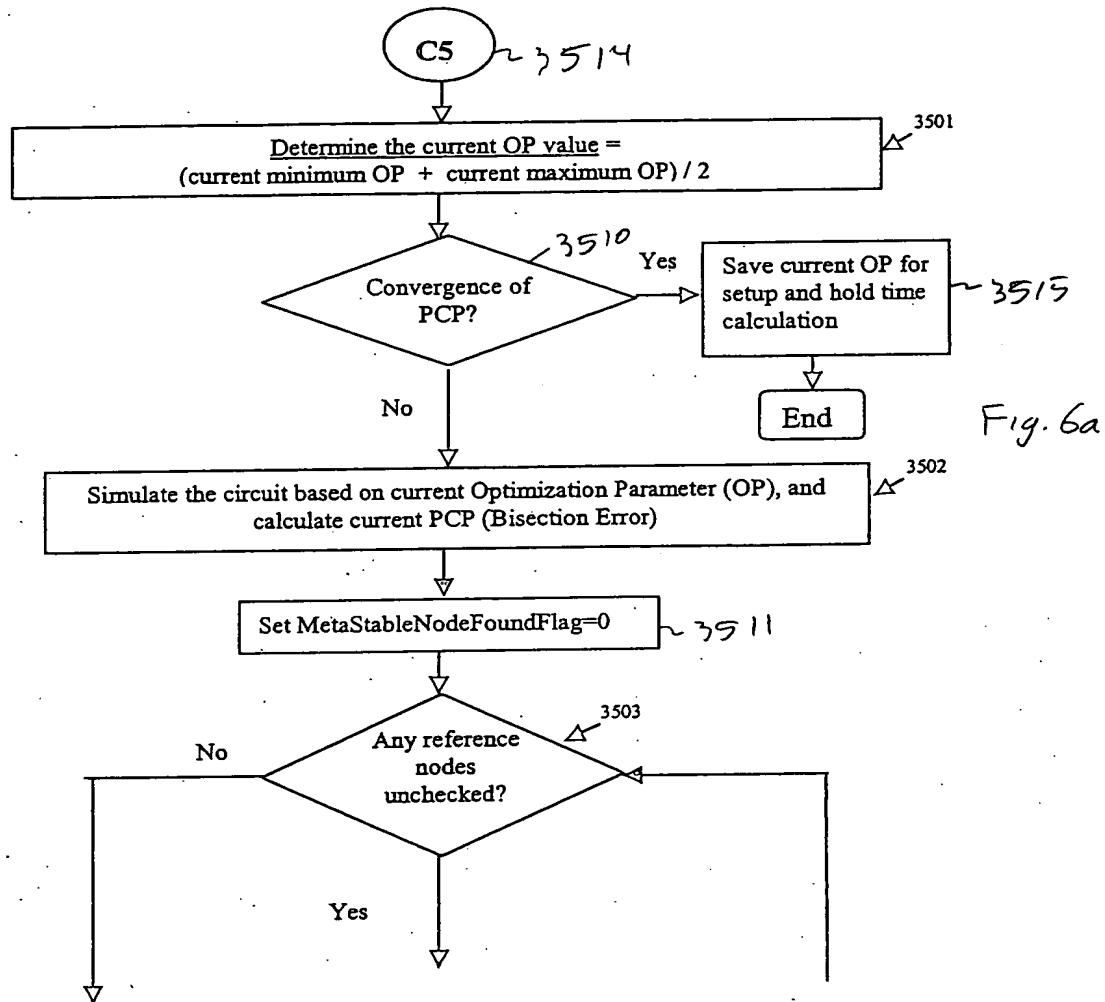 C5
3514
3501
Determine the current OP value =
(current minimum OP + current maximum OP) / 2
3510
Convergence of
PCP?
Yes
Save current OP for
setup and hold time
calculation
3515
No
End
Fig. 6a
3502
Simulate the circuit based on current Optimization Parameter (OP), and
calculate current PCP (Bisection Error)
Set MetaStableNodeFoundFlag=0
3511
3503
Any reference
nodes
unchecked?
No
Yes